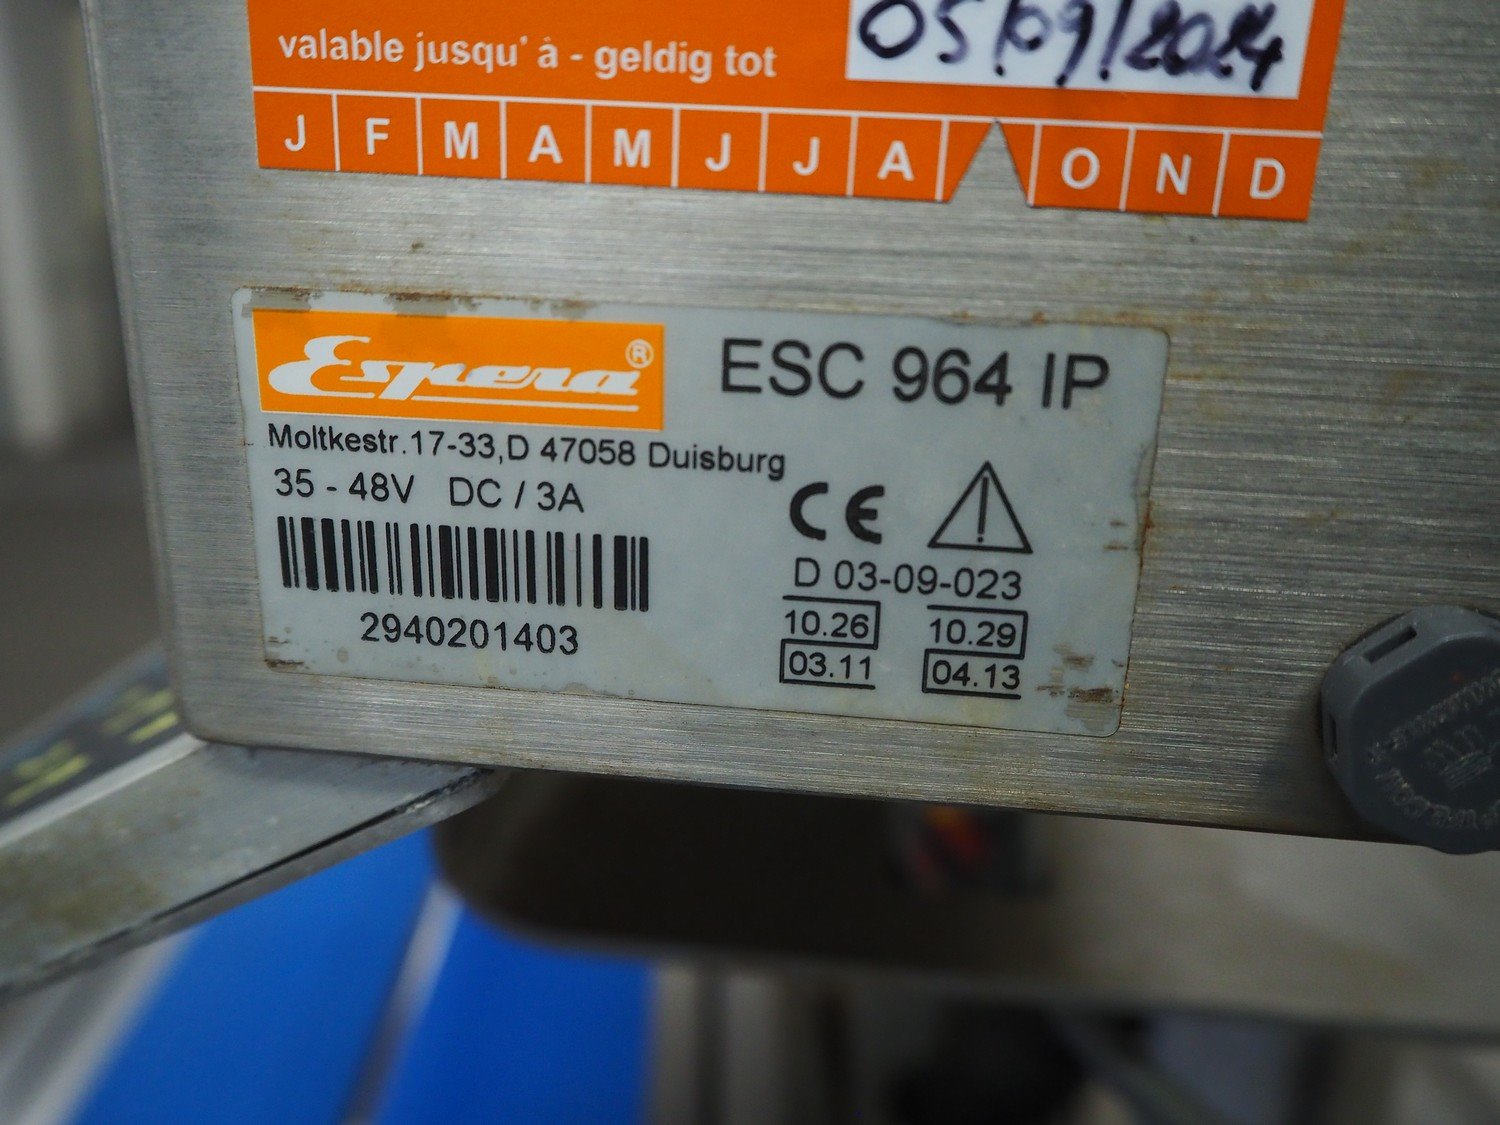 valable jusqu' à - geldig tot
05/09/2024
J F M A M J J A O N D
Espera®
ESC 964 IP
Moltkestr.17-33,D 47058 Duisburg
35 - 48V DC / 3A
CE
D 03-09-023
10.26 10.29
03.11 04.13
2940201403